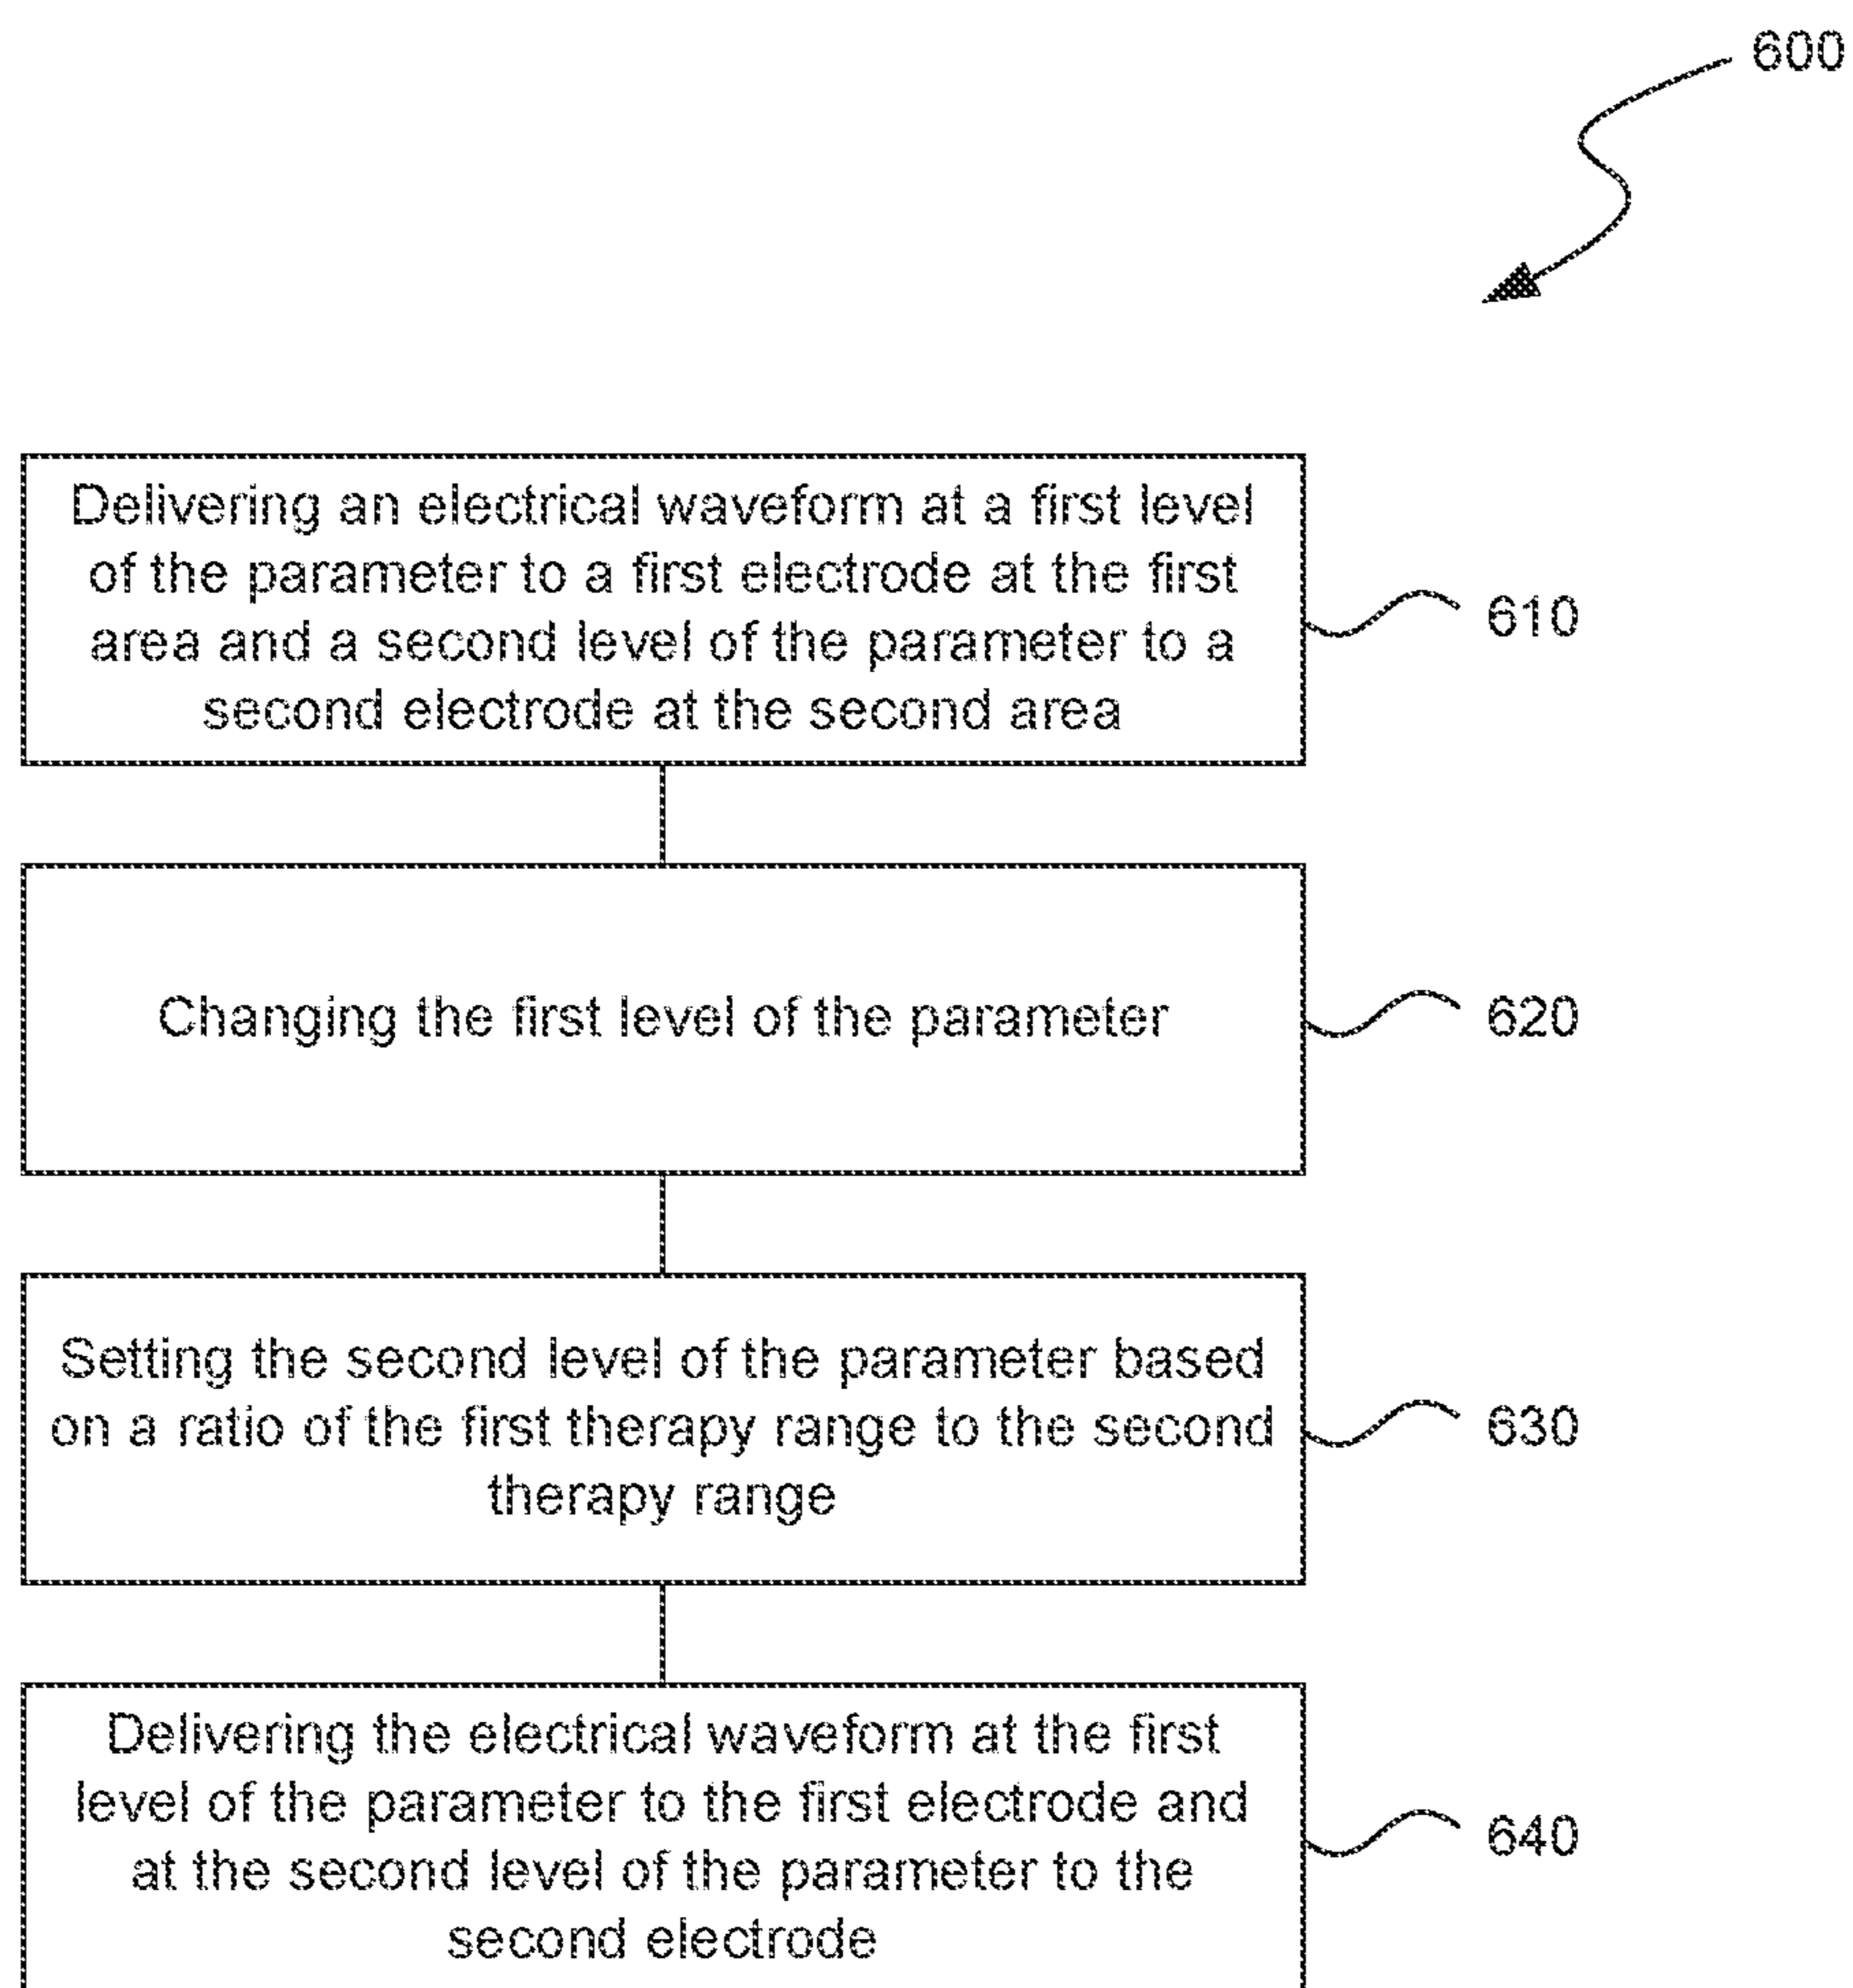 600
Delivering an electrical waveform at a first level
of the parameter to a first electrode at the first
area and a second level of the parameter to a
second electrode at the second area
610
Changing the first level of the parameter
620
Setting the second level of the parameter based
on a ratio of the first therapy range to the second
therapy range
630
Delivering the electrical waveform at the first
level of the parameter to the first electrode and
at the second level of the parameter to the
second electrode
640